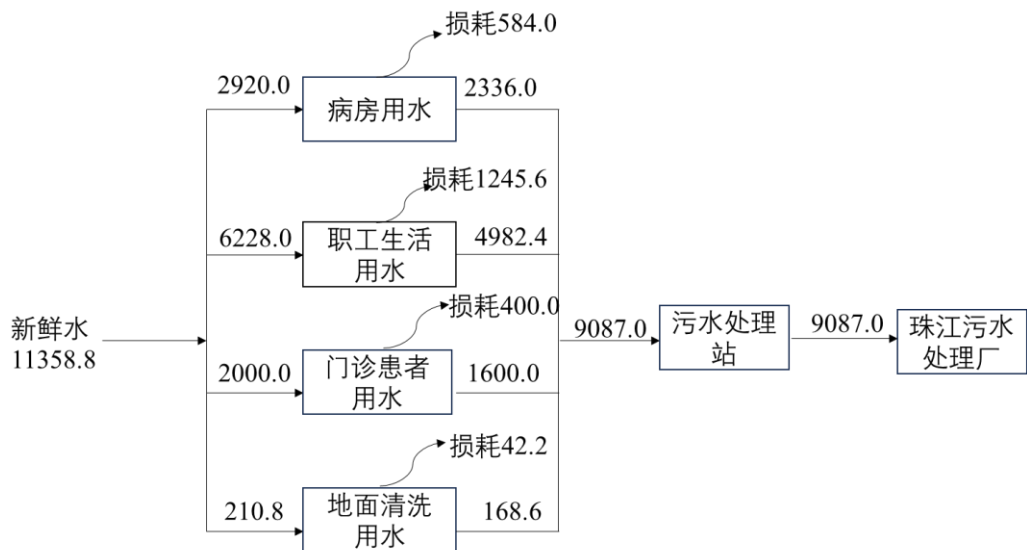 损耗584.0
2920.0
病房用水
2336.0
损耗1245.6
6228.0
职工生活
用水
4982.4
新鲜水
11358.8
损耗400.0
2000.0
门诊患者
用水
1600.0
9087.0
污水处理
站
9087.0
珠江污水
处理厂
损耗42.2
210.8
地面清洗
用水
168.6